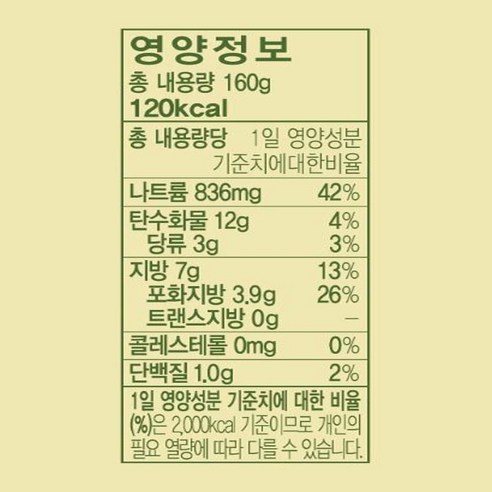 영양정보
총 내용량 160g
120kcal
총 내용량당 1일 영양성분
기준치에대한비율
나트륨 836mg 42%
탄수화물 12g 4%
당류 3g 3%
지방 7g 13%
포화지방 3.9g 26%
트랜스지방 0g –
콜레스테롤 0mg 0%
단백질 1.0g 2%
1일 영양성분 기준치에 대한 비율
(%)은 2,000kcal 기준이므로 개인의
필요 열량에 따라 다를 수 있습니다.